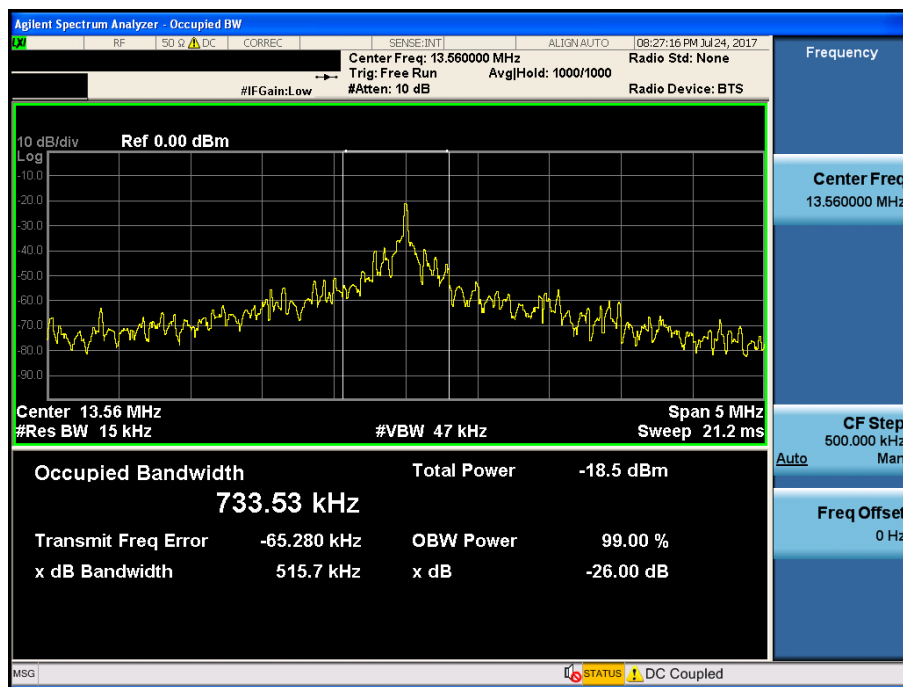 Agilent Spectrum Analyzer - Occupied BW
LXI RF 50 Ω DC CORREC SENSE:INT ALIGN AUTO 08:27:16 PM Jul 24, 2017
Center Freq: 13.560000 MHz Radio Std: None
Trig: Free Run Avg|Hold: 1000/1000
#IFGain:Low #Atten: 10 dB Radio Device: BTS
10 dB/div Ref 0.00 dBm
Log
-10.0
-20.0
-30.0
-40.0
-50.0
-60.0
-70.0
-80.0
-90.0
Center 13.56 MHz Span 5 MHz
#Res BW 15 kHz #VBW 47 kHz Sweep 21.2 ms
Occupied Bandwidth Total Power -18.5 dBm
733.53 kHz
Transmit Freq Error -65.280 kHz OBW Power 99.00 %
x dB Bandwidth 515.7 kHz x dB -26.00 dB
Frequency
Center Freq
13.560000 MHz
CF Step
500.000 kHz
Auto Man
Freq Offset
0 Hz
MSG STATUS DC Coupled